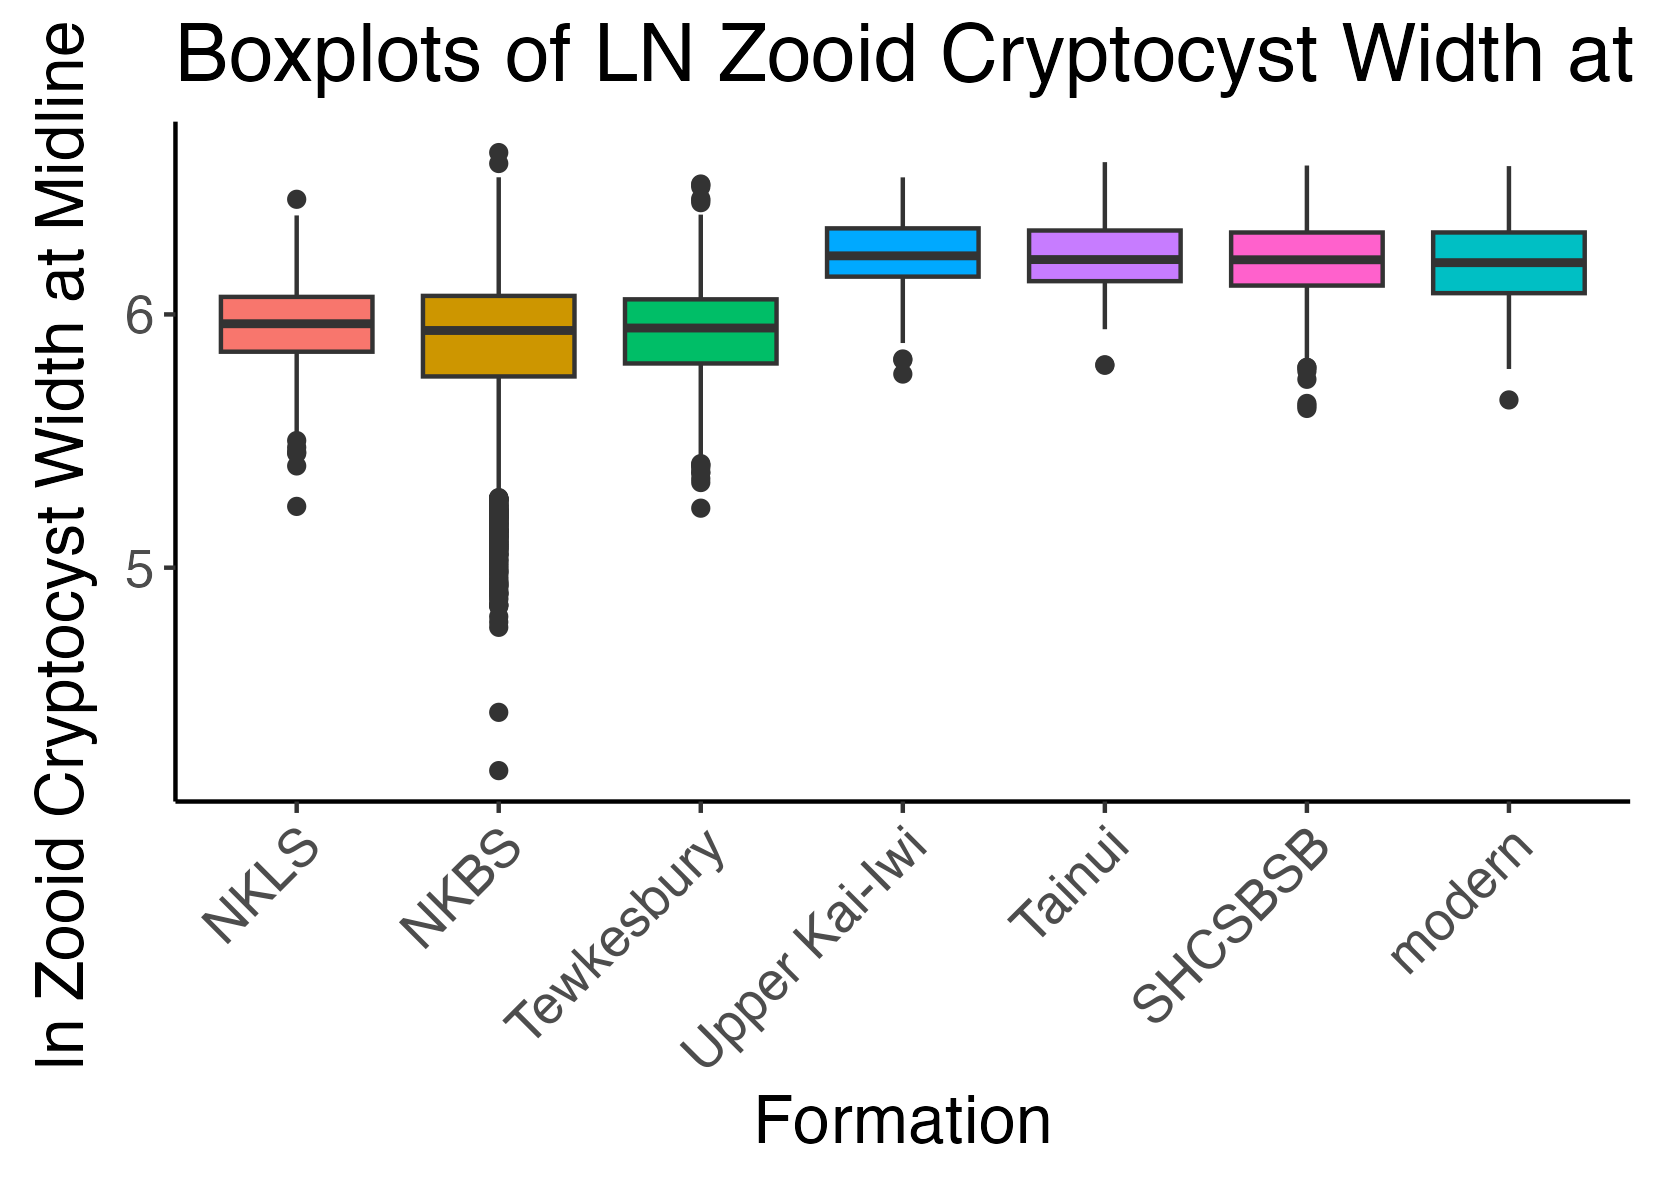 Boxplots of LN Zooid Cryptocyst Width at
ln Zooid Cryptocyst Width at Midline
6
5
NKLS
NKBS
Tewkesbury
Upper Kai-Iwi
Tainui
SHCSBSB
modern
Formation